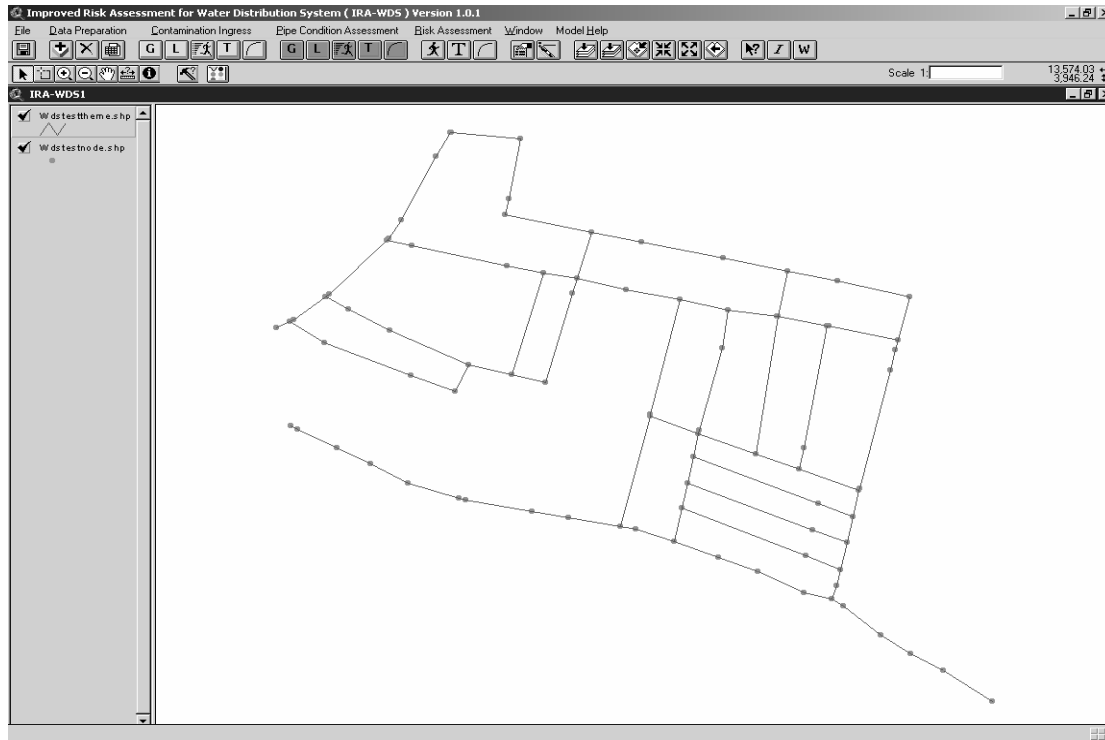 Improved Risk Assessment for Water Distribution System ( IRA-WDS ) Version 1.0.1
File Data Preparation Contamination Ingress Pipe Condition Assessment Risk Assessment Window Model Help
G L T G L T T I W
Scale 1: 13,574.03
3,946.24
IRA-WDS1
Wdstesttheme.shp
Wdstestnode.shp